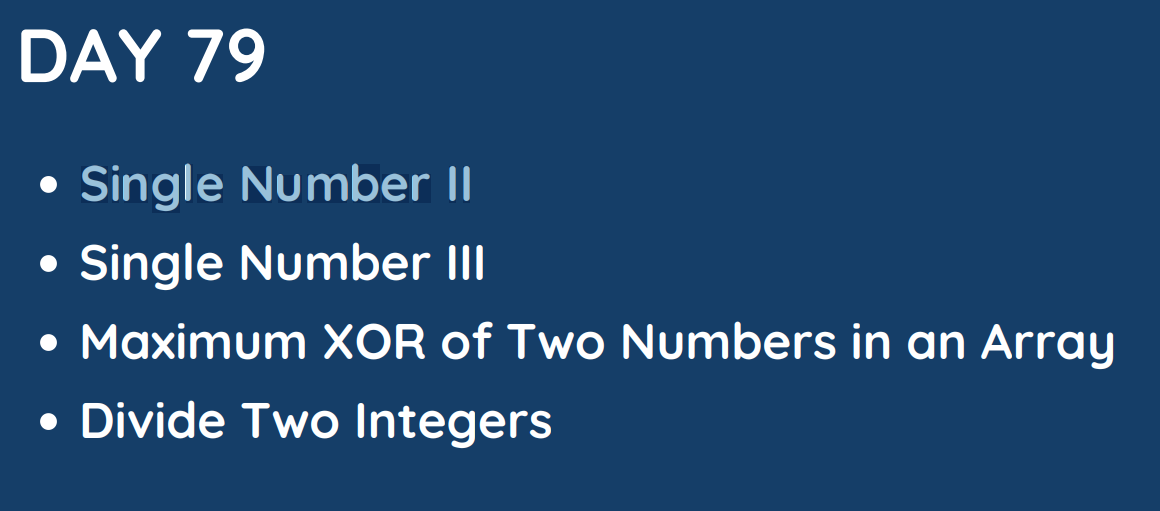 DAY 79
Single Number II
Single Number III
Maximum XOR of Two Numbers in an Array
Divide Two Integers